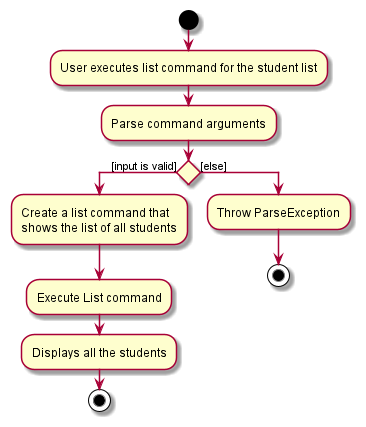 User executes list command for the student list
Parse command arguments
[input is valid]
[else]
Create a list command that
shows the list of all students
Throw ParseException
Execute List command
Displays all the students